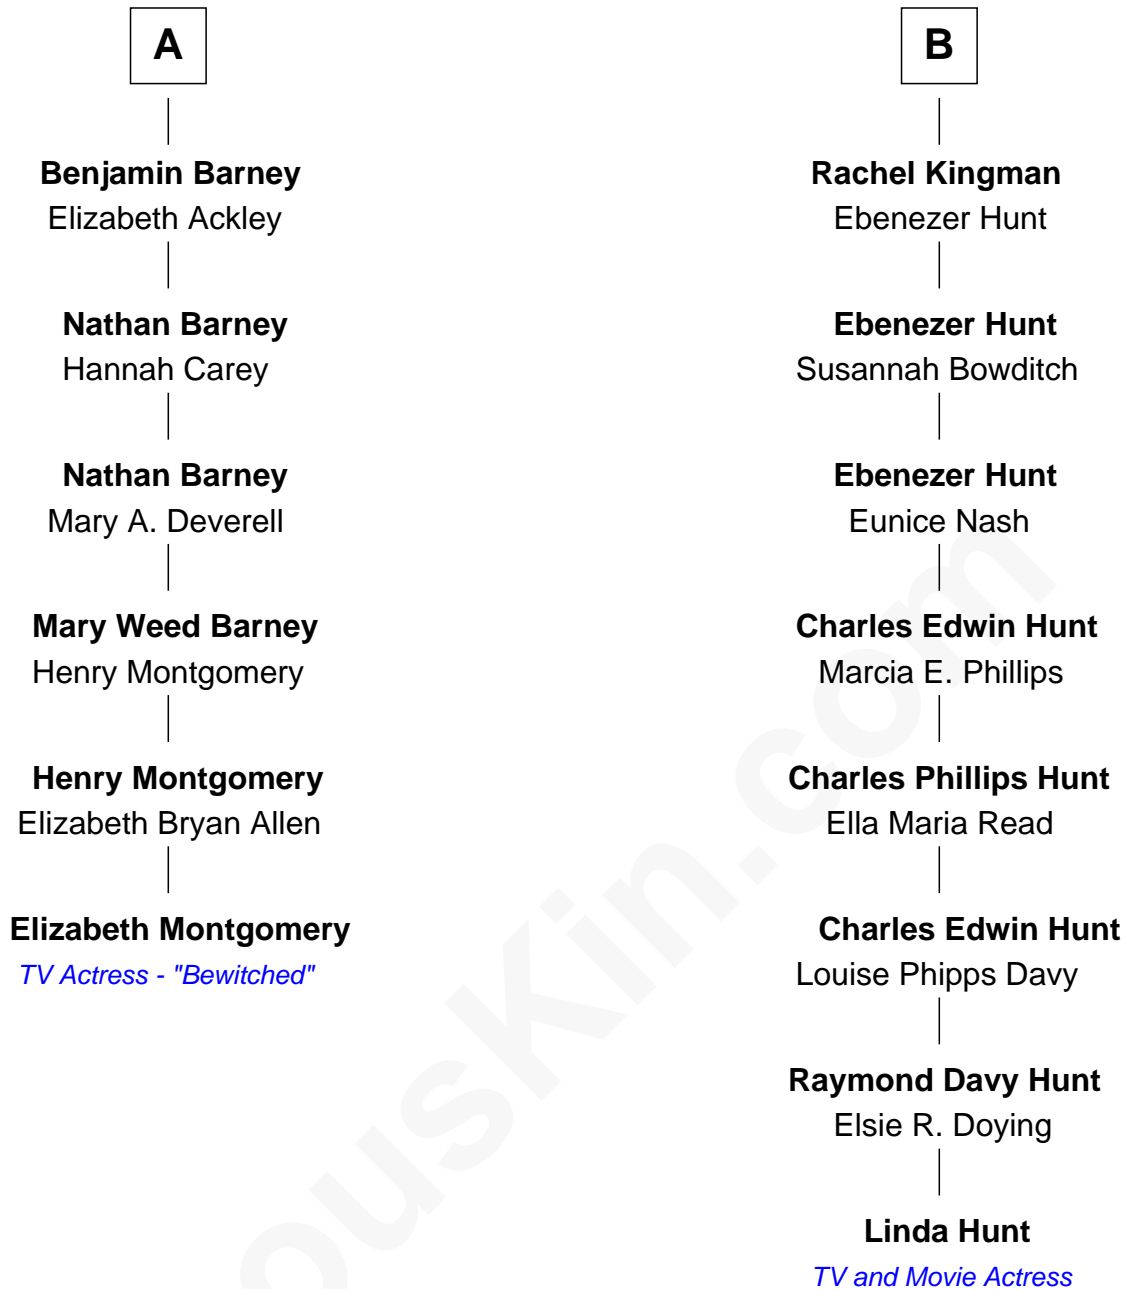 A
Benjamin Barney
Elizabeth Ackley
Nathan Barney
Hannah Carey
Nathan Barney
Mary A. Deverell
Mary Weed Barney
Henry Montgomery
Henry Montgomery
Elizabeth Bryan Allen
Elizabeth Montgomery
TV Actress - "Bewitched"
B
Rachel Kingman
Ebenezer Hunt
Ebenezer Hunt
Susannah Bowditch
Ebenezer Hunt
Eunice Nash
Charles Edwin Hunt
Marcia E. Phillips
Charles Phillips Hunt
Ella Maria Read
Charles Edwin Hunt
Louise Phipps Davy
Raymond Davy Hunt
Elsie R. Doying
Linda Hunt
TV and Movie Actress
ousKin.com